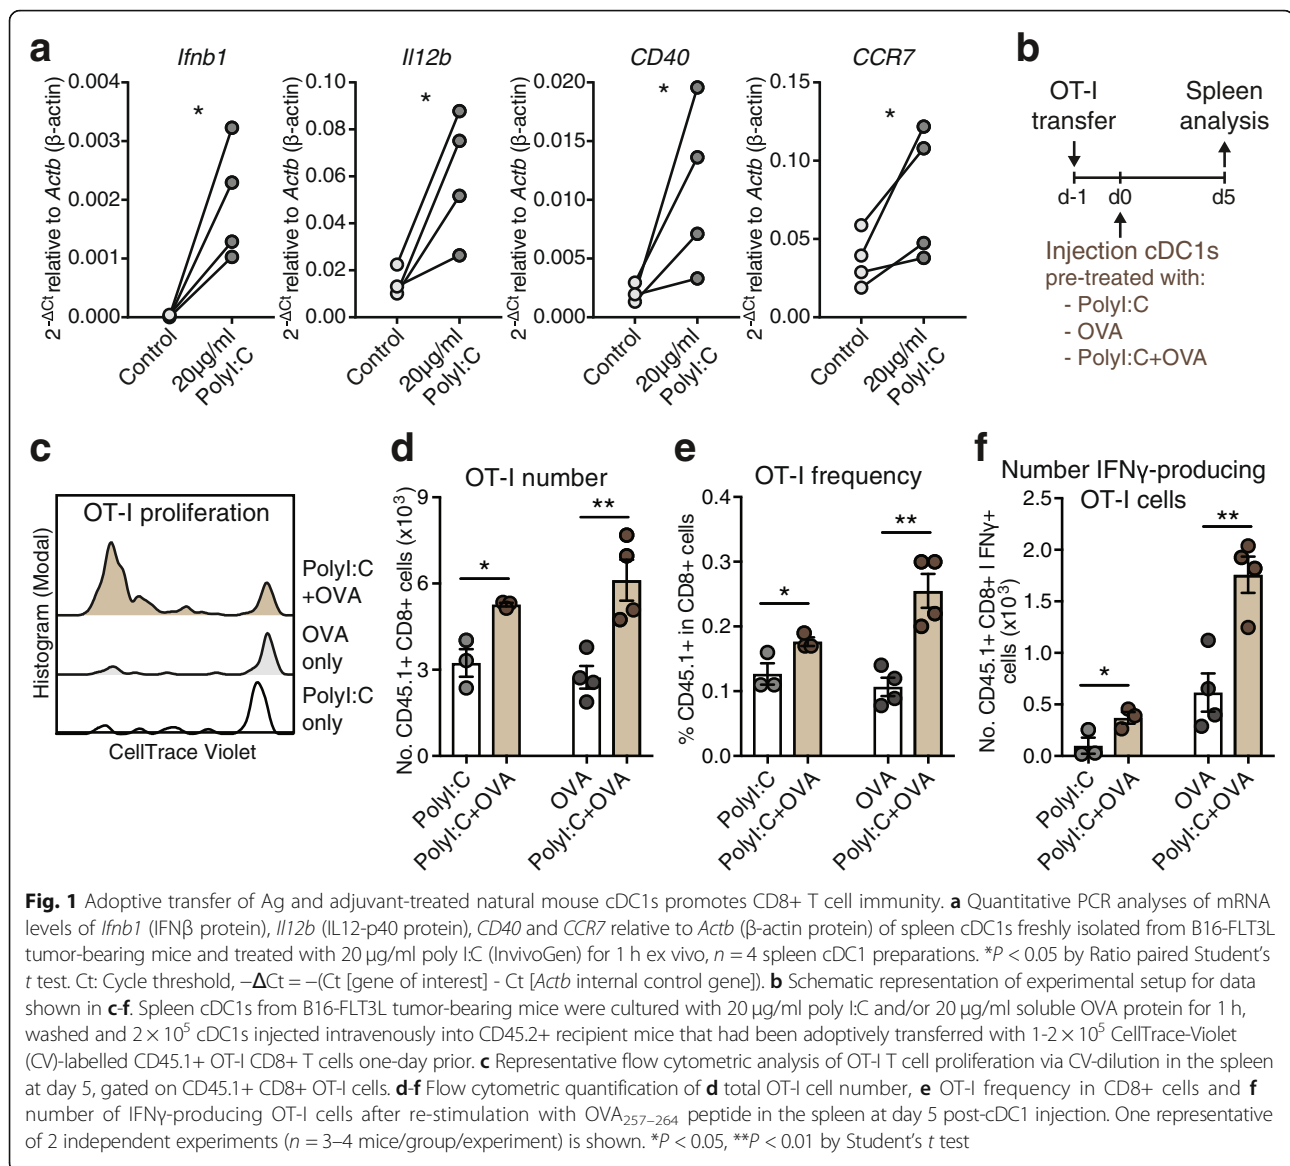 a
Ifnb1
Il12b
CD40
CCR7
2-ΔCt relative to Actb (β-actin)
0.004
0.003
0.002
0.001
0.000
*
Control
20μg/ml
PolyI:C
2-ΔCt relative to Actb (β-actin)
0.10
0.08
0.06
0.04
0.02
0.00
*
Control
20μg/ml
PolyI:C
2-ΔCt relative to Actb (β-actin)
0.020
0.015
0.010
0.005
0.000
*
Control
20μg/ml
PolyI:C
2-ΔCt relative to Actb (β-actin)
0.15
0.10
0.05
0.00
*
Control
20μg/ml
PolyI:C
b
OT-I
transfer
Spleen
analysis
d-1
d0
d5
Injection cDC1s
pre-treated with:
- PolyI:C
- OVA
- PolyI:C+OVA
c
OT-I proliferation
Histogram (Modal)
PolyI:C
+OVA
OVA
only
PolyI:C
only
CellTrace Violet
d
OT-I number
No. CD45.1+ CD8+ cells (x10³)
9
6
3
0
*
**
PolyI:C
PolyI:C+OVA
OVA
PolyI:C+OVA
e
OT-I frequency
% CD45.1+ in CD8+ cells
0.4
0.3
0.2
0.1
0.0
*
**
PolyI:C
PolyI:C+OVA
OVA
PolyI:C+OVA
f
Number IFNγ-producing
OT-I cells
No. CD45.1+ CD8+ I FNγ+
cells (x10³)
2.5
2.0
1.5
1.0
0.5
0.0
*
**
PolyI:C
PolyI:C+OVA
OVA
PolyI:C+OVA
Fig. 1 Adoptive transfer of Ag and adjuvant-treated natural mouse cDC1s promotes CD8+ T cell immunity. a Quantitative PCR analyses of mRNA
levels of Ifnb1 (IFNβ protein), Il12b (IL12-p40 protein), CD40 and CCR7 relative to Actb (β-actin protein) of spleen cDC1s freshly isolated from B16-FLT3L
tumor-bearing mice and treated with 20 μg/ml poly I:C (InvivoGen) for 1 h ex vivo, n = 4 spleen cDC1 preparations. *P < 0.05 by Ratio paired Student's
t test. Ct: Cycle threshold, −ΔCt = −(Ct [gene of interest] - Ct [Actb internal control gene]). b Schematic representation of experimental setup for data
shown in c-f. Spleen cDC1s from B16-FLT3L tumor-bearing mice were cultured with 20 μg/ml poly I:C and/or 20 μg/ml soluble OVA protein for 1 h,
washed and 2 × 10⁵ cDC1s injected intravenously into CD45.2+ recipient mice that had been adoptively transferred with 1-2 × 10⁵ CellTrace-Violet
(CV)-labelled CD45.1+ OT-I CD8+ T cells one-day prior. c Representative flow cytometric analysis of OT-I T cell proliferation via CV-dilution in the spleen
at day 5, gated on CD45.1+ CD8+ OT-I cells. d-f Flow cytometric quantification of d total OT-I cell number, e OT-I frequency in CD8+ cells and f
number of IFNγ-producing OT-I cells after re-stimulation with OVA₂₅₇₋₂₆₄ peptide in the spleen at day 5 post-cDC1 injection. One representative
of 2 independent experiments (n = 3–4 mice/group/experiment) is shown. *P < 0.05, **P < 0.01 by Student's t test